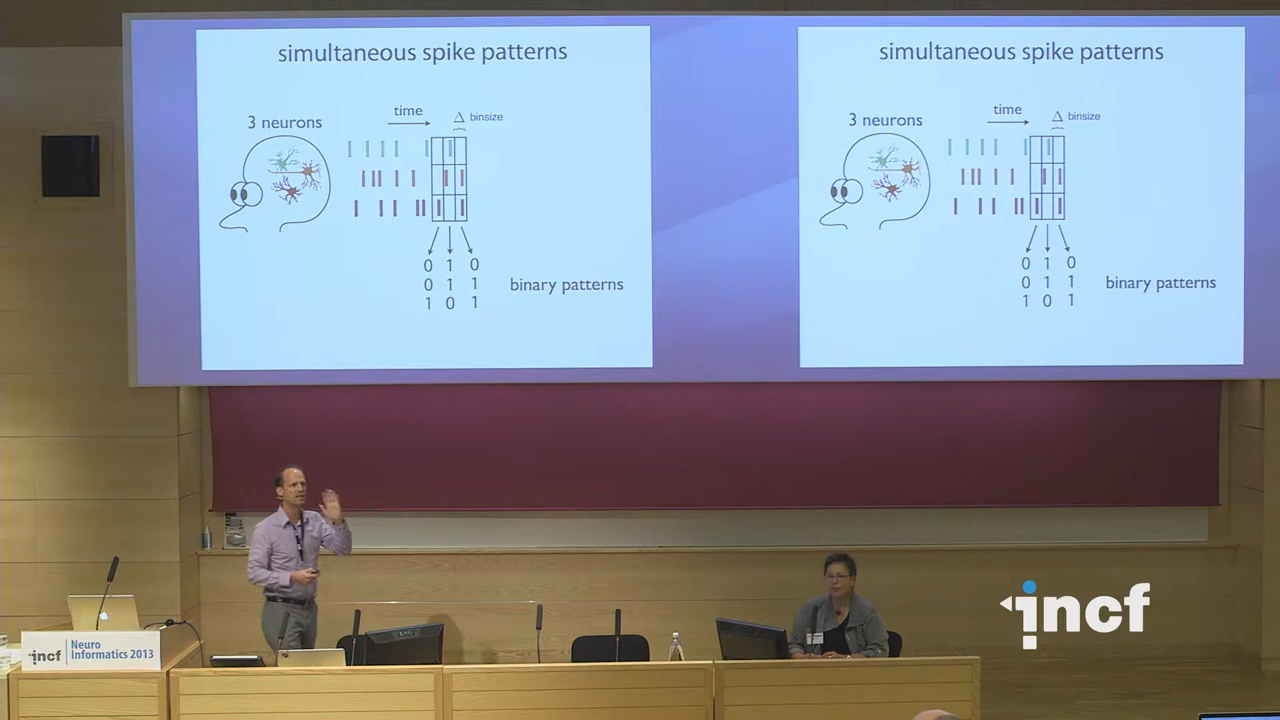 simultaneous spike patterns
time
Δ binsize
3 neurons
0 1 0
0 1 1
1 0 1
binary patterns
simultaneous spike patterns
time
Δ binsize
3 neurons
0 1 0
0 1 1
1 0 1
binary patterns
incf
incf
Neuro
Informatics 2013